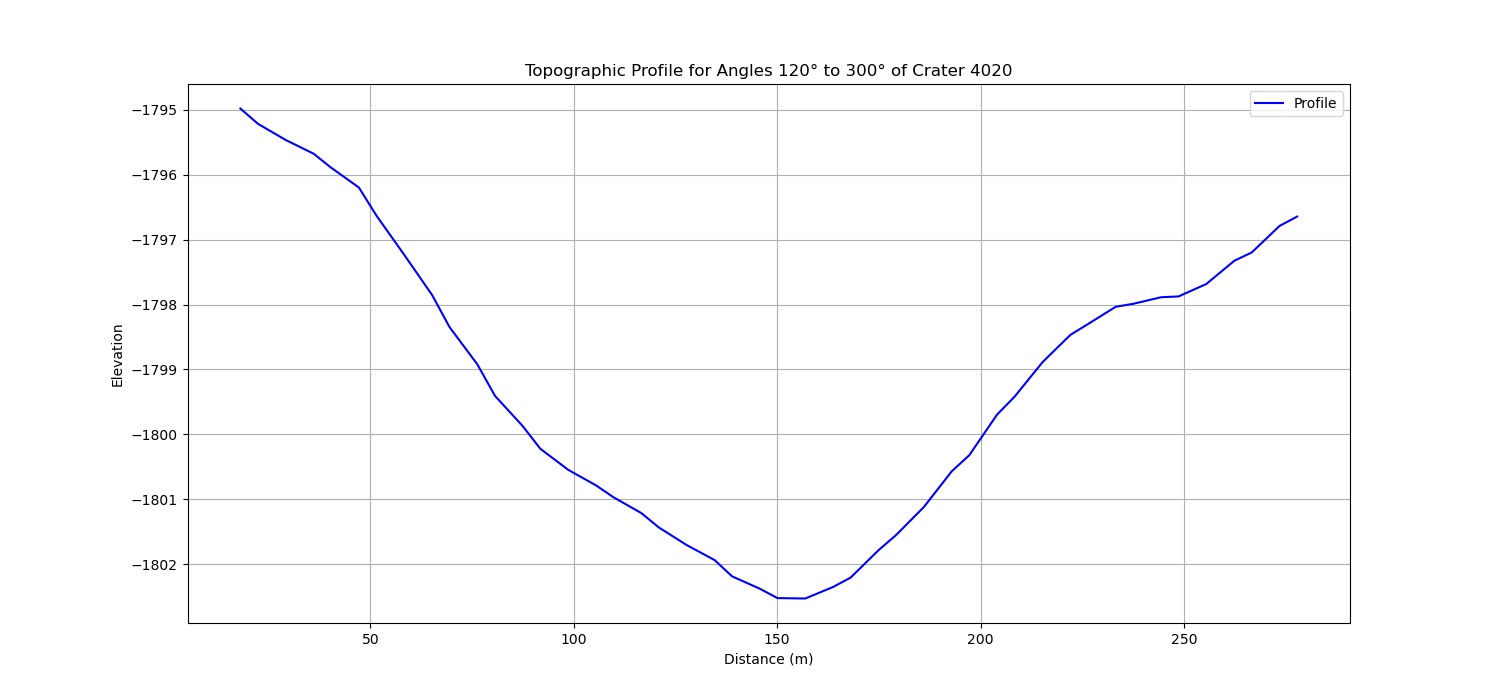 Topographic Profile for Angles 120° to 300° of Crater 4020
Profile
−1795
−1796
−1797
−1798
−1799
−1800
−1801
−1802
Elevation
50 100 150 200 250
Distance (m)